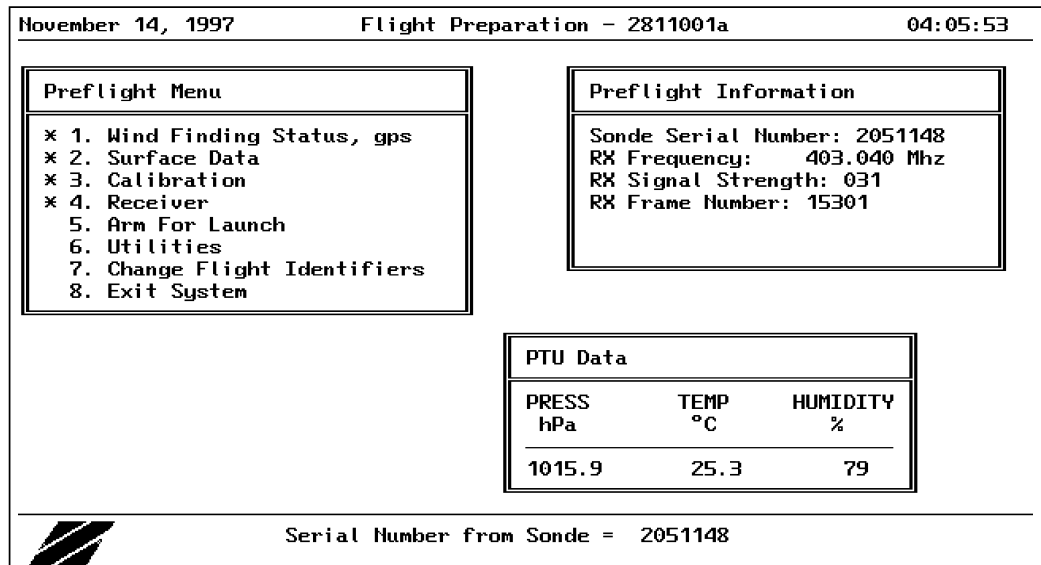 November 14, 1997 Flight Preparation - 2811001a 04:05:53
Preflight Menu
* 1. Wind Finding Status, gps
* 2. Surface Data
* 3. Calibration
* 4. Receiver
5. Arm For Launch
6. Utilities
7. Change Flight Identifiers
8. Exit System
Preflight Information
Sonde Serial Number: 2051148
RX Frequency: 403.040 Mhz
RX Signal Strength: 031
RX Frame Number: 15301
PTU Data
PRESS TEMP HUMIDITY
hPa °C %
1015.9 25.3 79
Serial Number from Sonde = 2051148